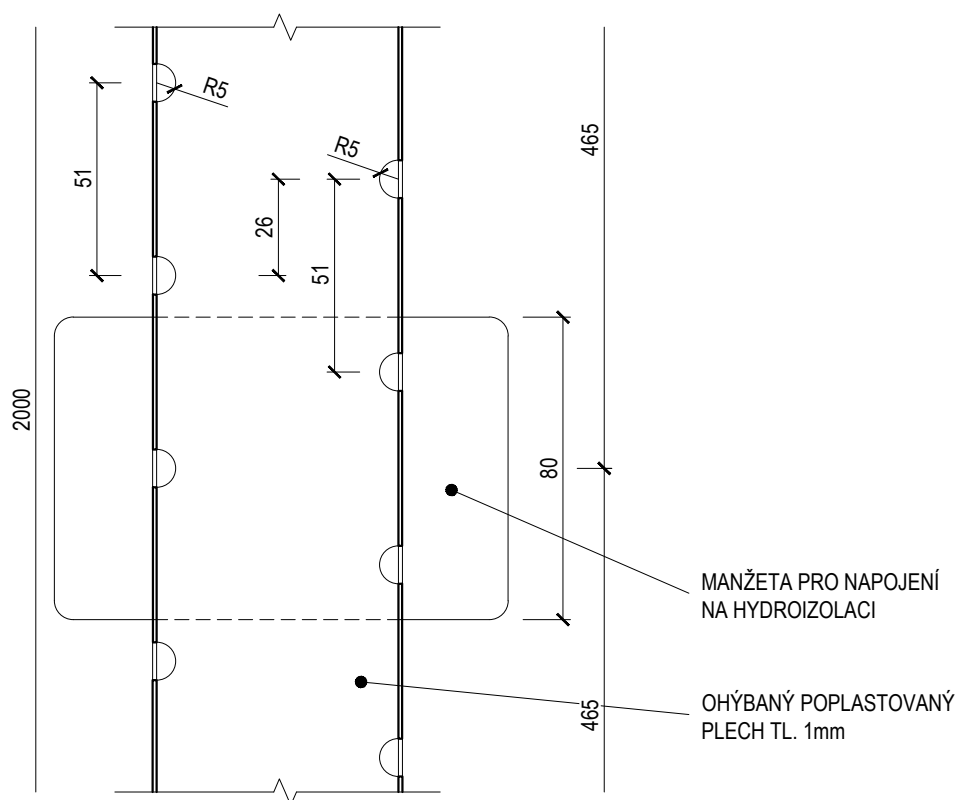 R5
465
R5
51
26
51
2000
80
MANŽETA PRO NAPOJENÍ
NA HYDROIZOLACI
OHÝBANÝ POPLASTOVANÝ
465
PLECH TL. 1mm